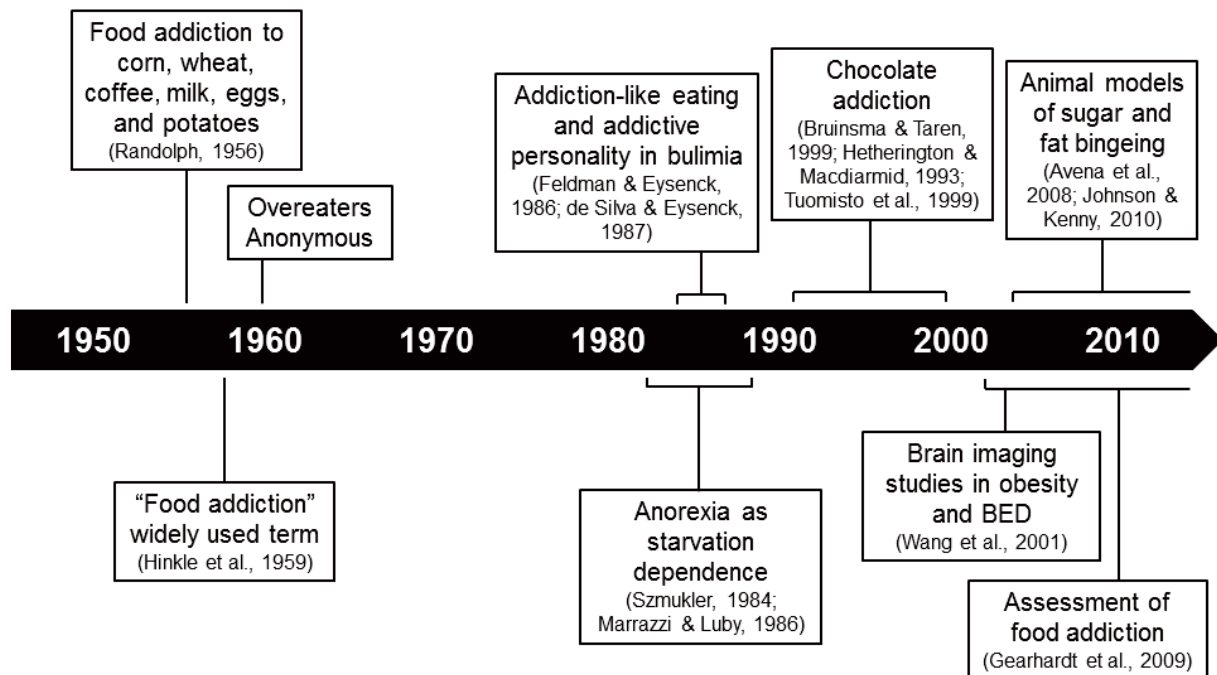 Food addiction to
corn, wheat,
coffee, milk, eggs,
and potatoes
(Randolph, 1956)
Overeaters
Anonymous
Addiction-like eating
and addictive
personality in bulimia
(Feldman & Eysenck,
1986; de Silva & Eysenck,
1987)
Chocolate
addiction
(Bruinsma & Taren,
1999; Hetherington &
Macdiarmid, 1993;
Tuomisto et al., 1999)
Animal models
of sugar and
fat bingeing
(Avena et al.,
2008; Johnson &
Kenny, 2010)
1950 1960 1970 1980 1990 2000 2010
“Food addiction”
widely used term
(Hinkle et al., 1959)
Anorexia as
starvation
dependence
(Szmukler, 1984;
Marrazzi & Luby, 1986)
Brain imaging
studies in obesity
and BED
(Wang et al., 2001)
Assessment of
food addiction
(Gearhardt et al., 2009)